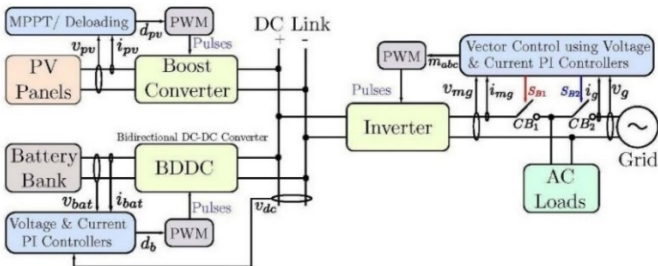 MPPT/ Deloading
d_pv
PWM
v_pv
i_pv
Pulses
PV
Panels
Boost
Converter
DC Link
+ -
Bidirectional DC-DC Converter
Battery
Bank
BDDC
v_bat
i_bat
Pulses
Voltage & Current
PI Controllers
d_b
PWM
v_dc
PWM
m_abc
Vector Control using Voltage
& Current PI Controllers
Pulses
v_mg
i_mg
S_B1
S_B2
i_g
v_g
Inverter
CB_1
CB_2
Grid
AC
Loads